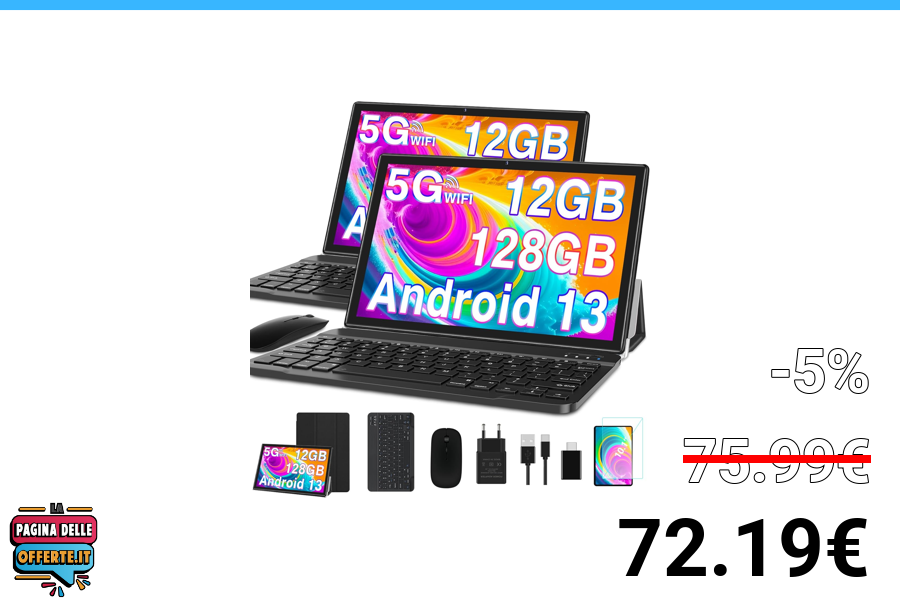 5G WIFI 12GB
A
5G WIFI 12GB
128GB
Android 13
-5%
75.99€
72.19€
5G 12GB
128GB
Android 13
LA
PAGINA DELLE
OFFERTE.IT